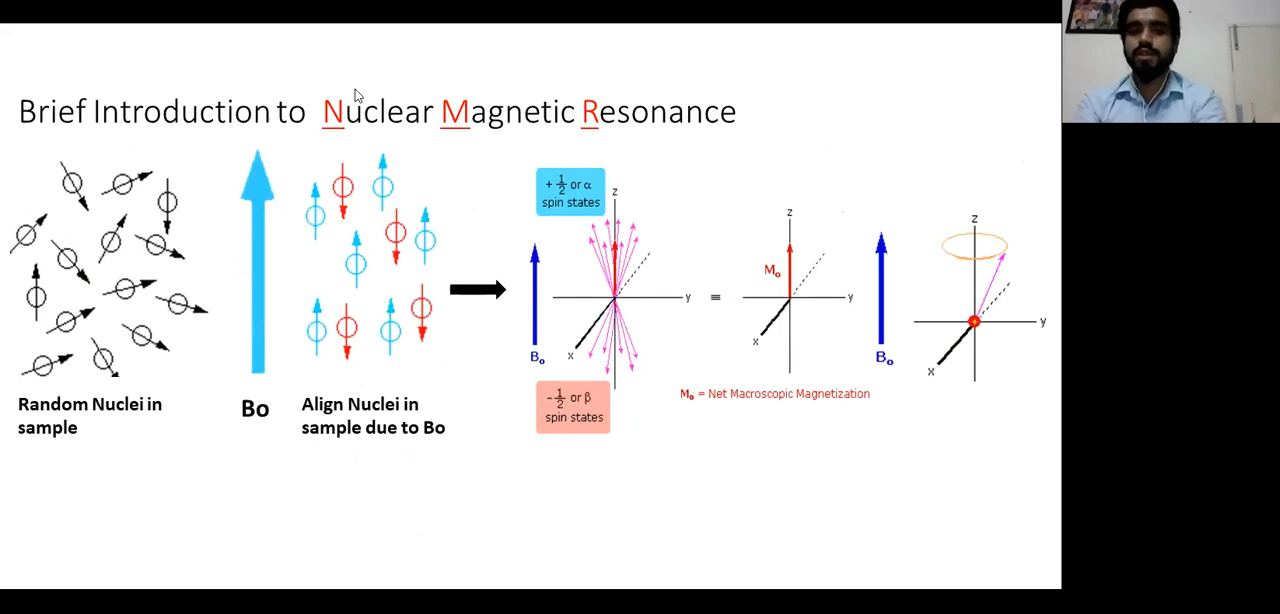 Brief Introduction to Nuclear Magnetic Resonance
Random Nuclei in
sample
Bo
Align Nuclei in
sample due to Bo
+ 1/2 or α
spin states
z
y
x
Bo
- 1/2 or β
spin states
=
z
Mo
y
x
Mo = Net Macroscopic Magnetization
Bo
z
+
y
x